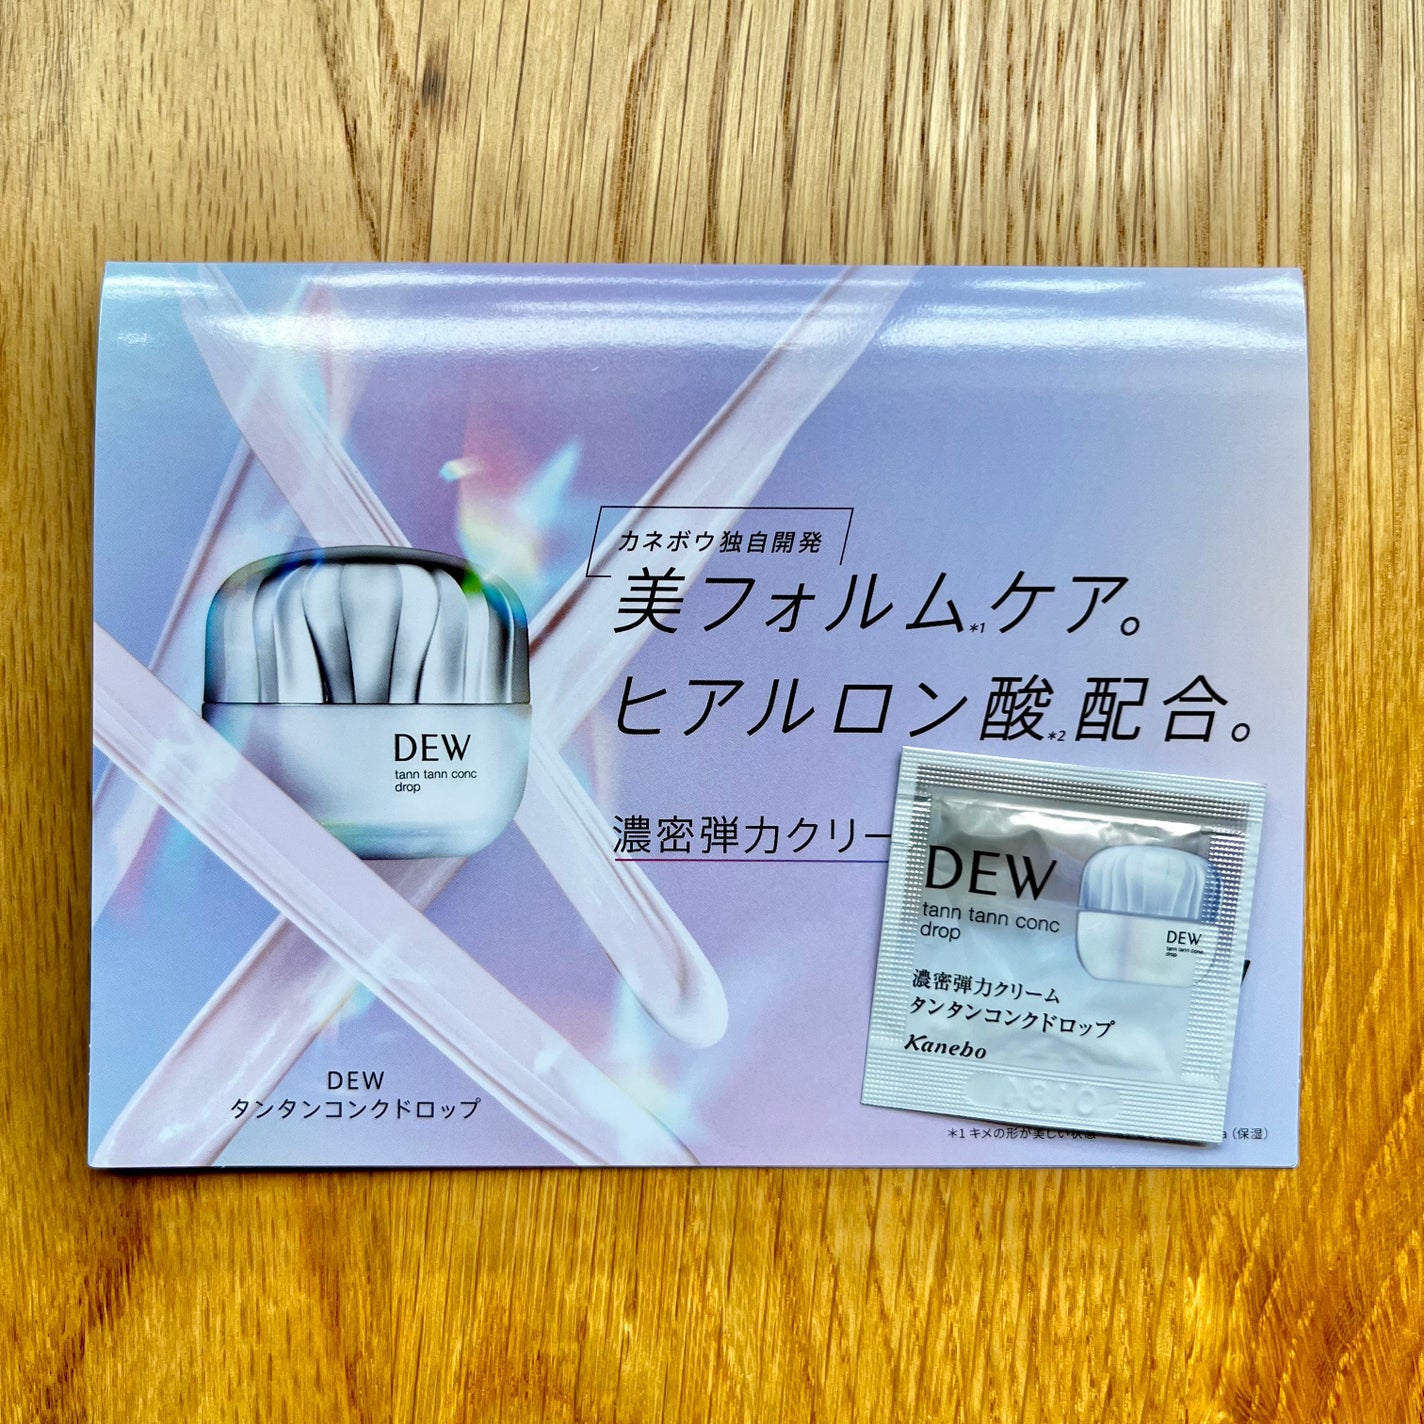 カネボウ独自開発
美フォルム*1ケア。
ヒアルロン酸*2配合。
濃密弾力クリー
DEW
tann tann conc
drop
DEW
タンタンコンクドロップ
DEW
tann tann conc
drop
DEW
tann tann conc
drop
濃密弾力クリーム
タンタンコンクドロップ
Kanebo
*1 キメの形が美しい状態
（保湿）